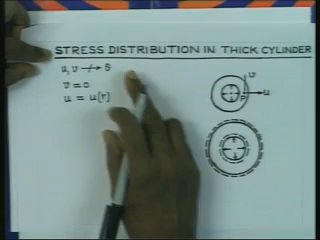 STRESS DISTRIBUTION IN THICK CYLINDER
u, v ↛ θ
v = 0
u = u(r)
v
P
u